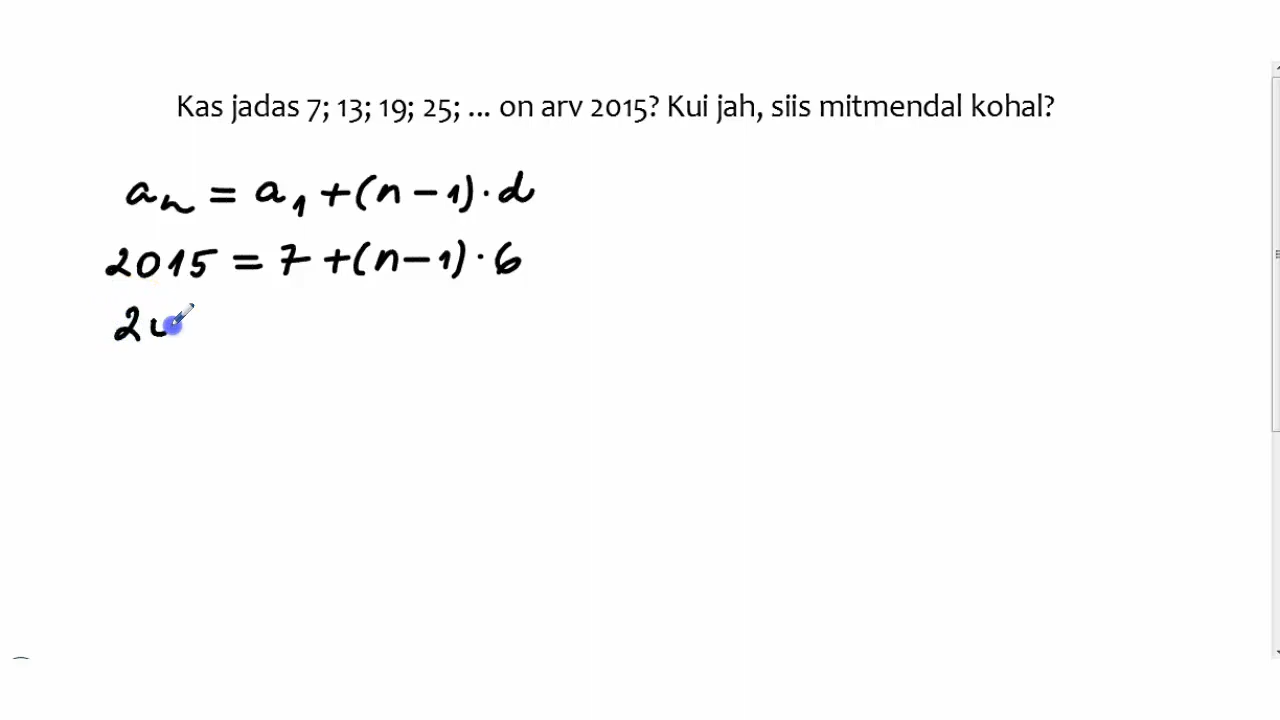 Kas jadas 7; 13; 19; 25; ... on arv 2015? Kui jah, siis mitmendal kohal?
aₙ = a₁ + (n − 1) · d
2015 = 7 + (n − 1) · 6
2